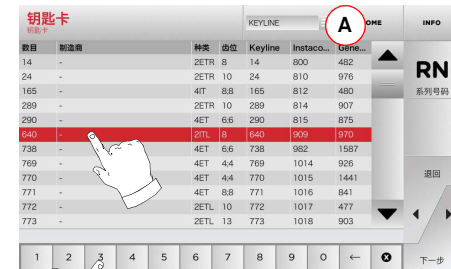 钥匙卡
钥匙卡
KEYLINE
A
OME
INFO
数目 制造商 种类 齿位 Keyline Instaco... Gene...
14 - 2ETR 8 14 800 482
24 - 2ETR 10 24 810 976
165 - 4IT 8;8 165 812 480
289 - 2ETR 10 289 814 907
290 - 4ET 6;6 290 815 875
640 - 2ITL 8 640 909 970
738 - 4ET 6;6 738 982 1587
769 - 4ET 4;4 769 1014 926
770 - 4ET 4;4 770 1015 1441
771 - 4ET 8;8 771 1016 841
772 - 2ETL 10 772 1017 477
773 - 2ETL 13 773 1018 903
RN
系列号码
退回
下一步
1 2 3 4 5 6 7 8 9 0 ←